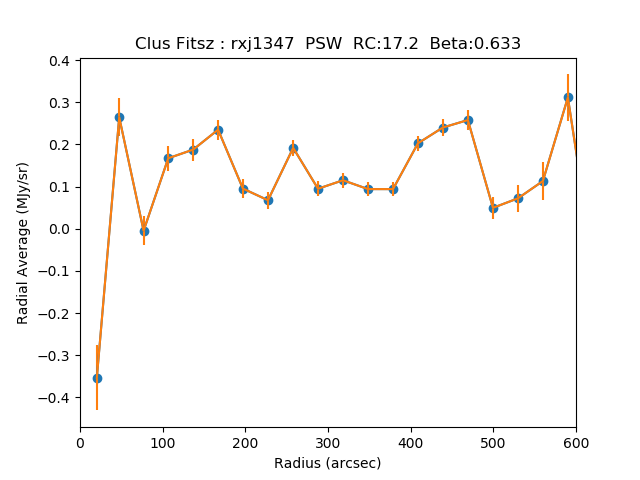 Clus Fitsz : rxj1347  PSW  RC:17.2  Beta:0.633
0.4
0.3
0.2
0.1
0.0
−0.1
−0.2
−0.3
−0.4
Radial Average (MJy/sr)
0 100 200 300 400 500 600
Radius (arcsec)